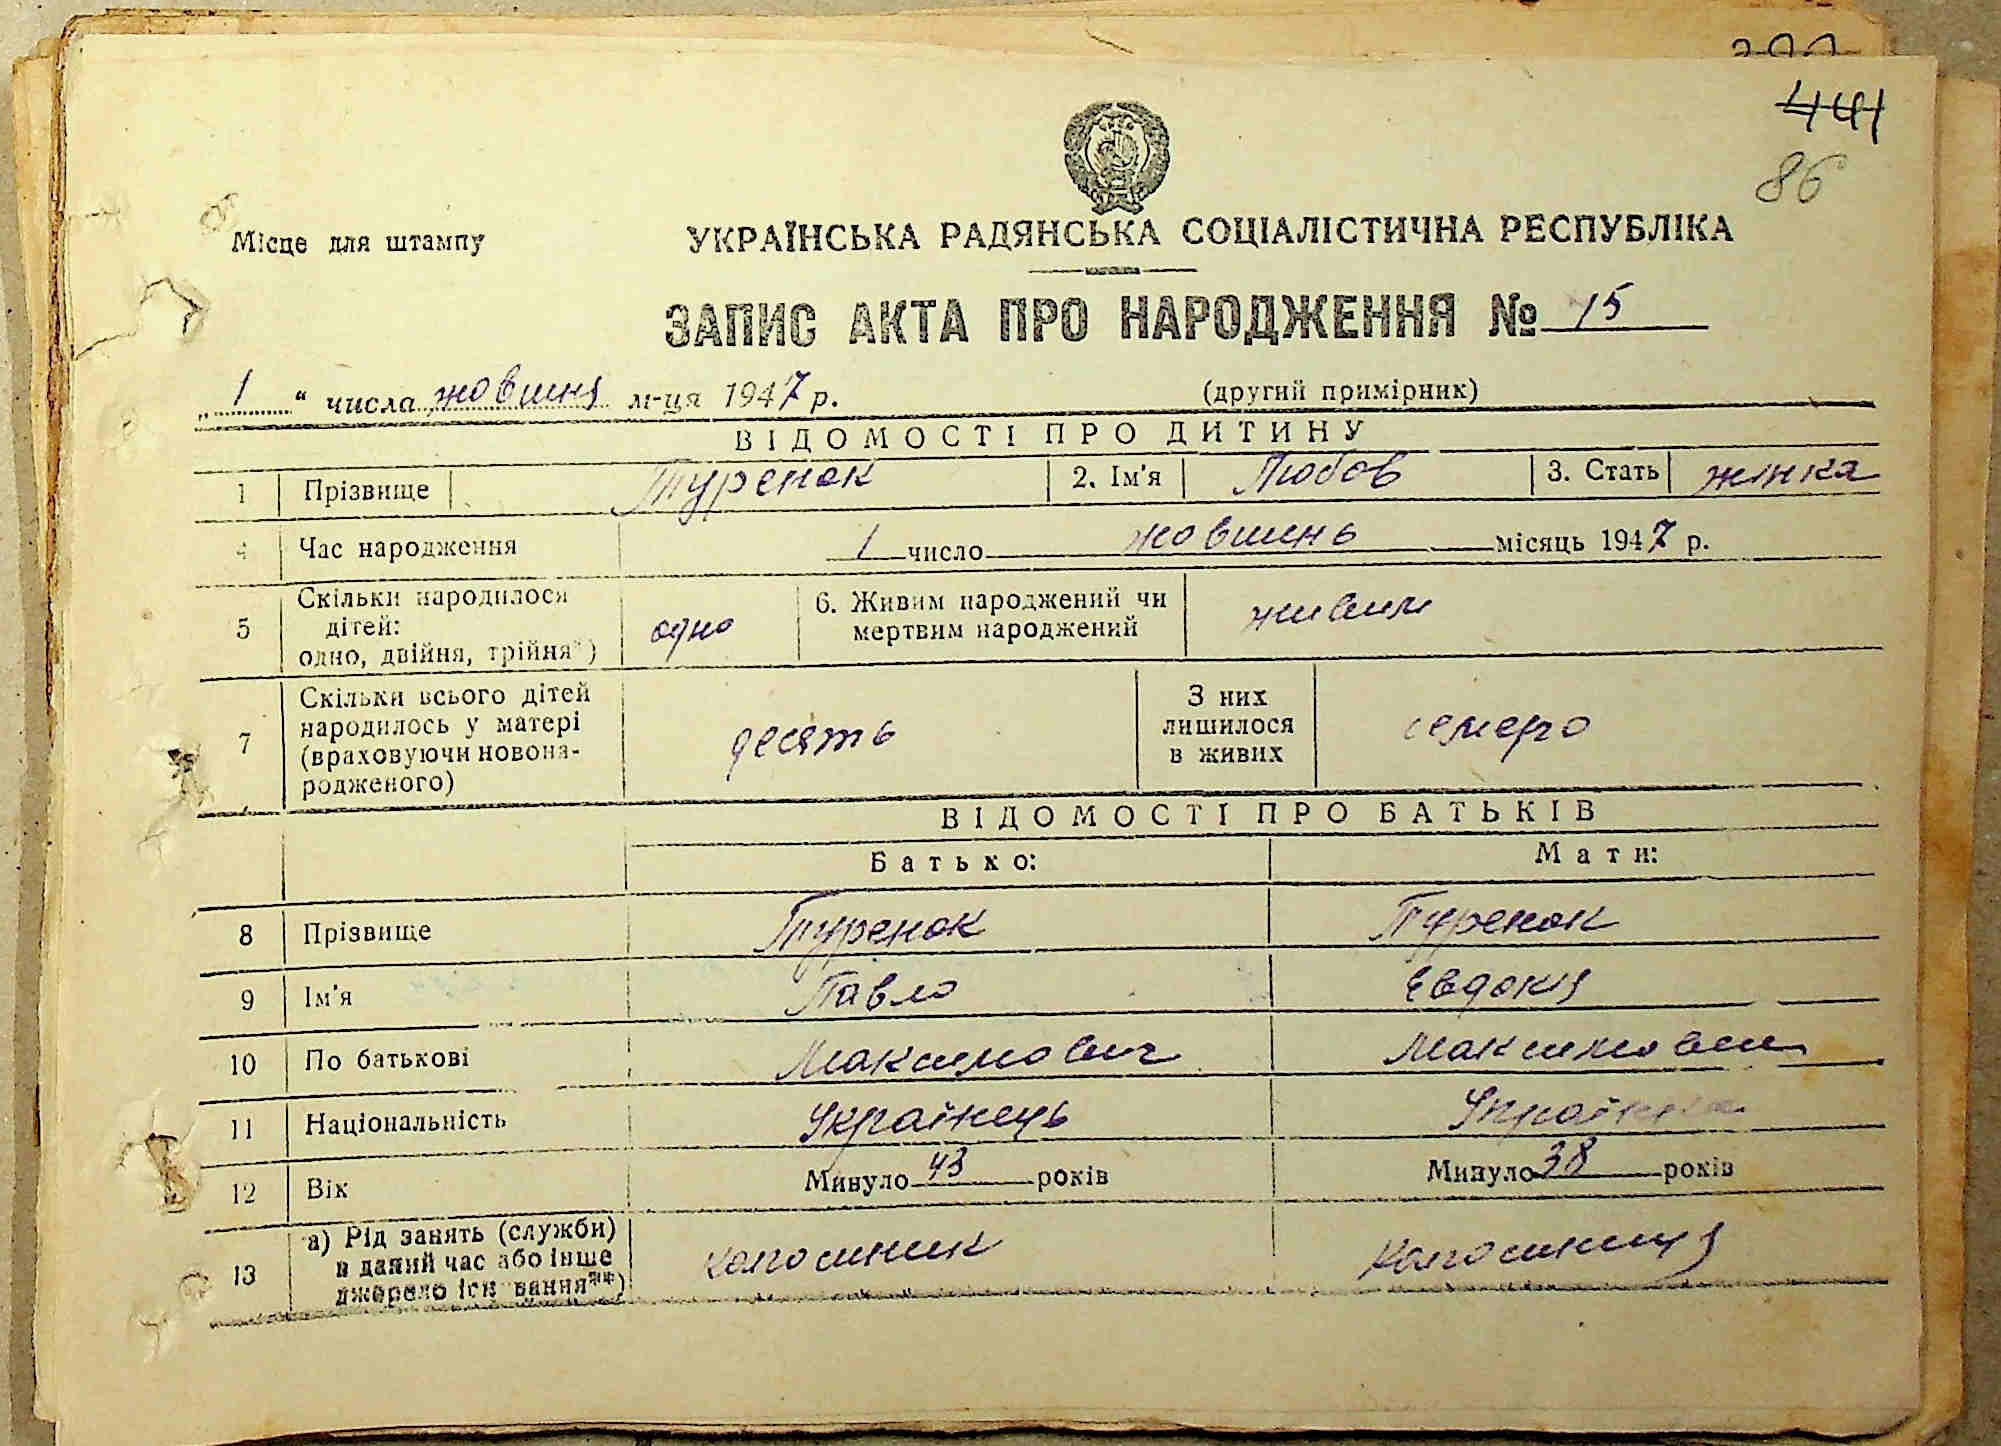 441
86
Місце для штампу
УКРАЇНСЬКА РАДЯНСЬКА СОЦІАЛІСТИЧНА РЕСПУБЛІКА
ЗАПИС АКТА ПРО НАРОДЖЕННЯ № 15
„ 1 “ числа жовтня м-ця 1947 р. (другий примірник)
ВІДОМОСТІ ПРО ДИТИНУ
1 Прізвище Туренок 2. Ім'я Любов 3. Стать жінка
4 Час народження 1 число жовтень місяць 1947 р.
5 Скільки народилося дітей: одно, двійня, трійня*) одно 6. Живим народжений чи мертвим народжений живим
7 Скільки всього дітей народилось у матері (враховуючи новонародженого) десять З них лишилося в живих семеро
ВІДОМОСТІ ПРО БАТЬКІВ
Батько: Мати:
8 Прізвище Туренок Туренок
9 Ім'я Павло Евдокія
10 По батькові Максимович
11 Національність Українець Українка
12 Вік Минуло 43 років Минуло 38 років
13 а) Рід занять (служби) в даний час або інше джерело існування**) колгоспник колгоспниця